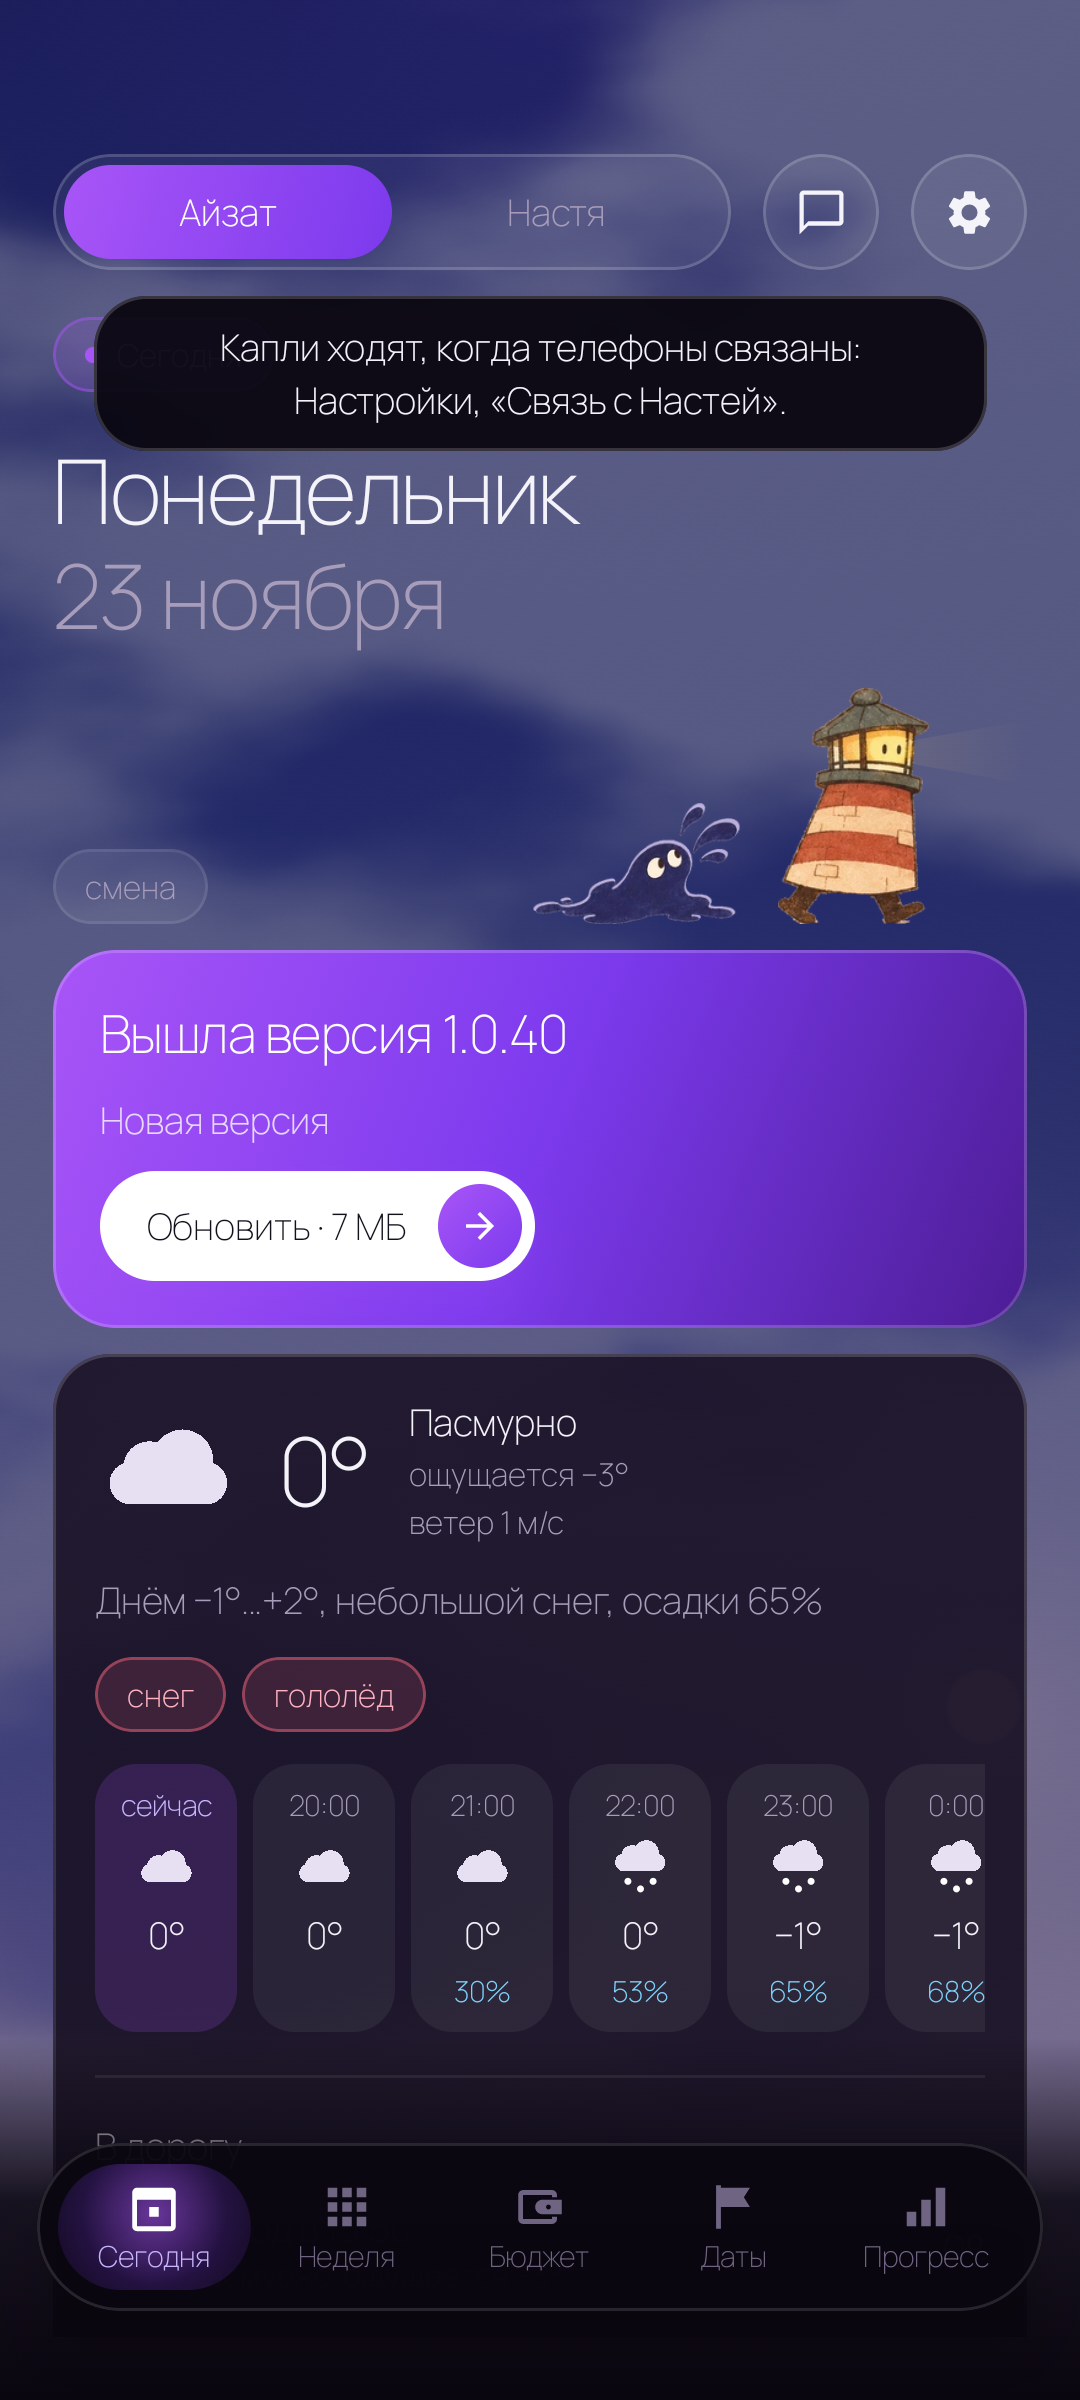 Айзат
Настя
Сегодня
Капли ходят, когда телефоны связаны:
Настройки, «Связь с Настей».
Понедельник
23 ноября
смена
Вышла версия 1.0.40
Новая версия
Обновить · 7 МБ
0°
Пасмурно
ощущается −3°
ветер 1 м/с
Днём −1°…+2°, небольшой снег, осадки 65%
снег
гололёд
сейчас 20:00 21:00 22:00 23:00 0:00
0° 0° 0° 0° −1° −1°
30% 53% 65% 68%
В дорогу
Сегодня Неделя Бюджет Даты Прогресс